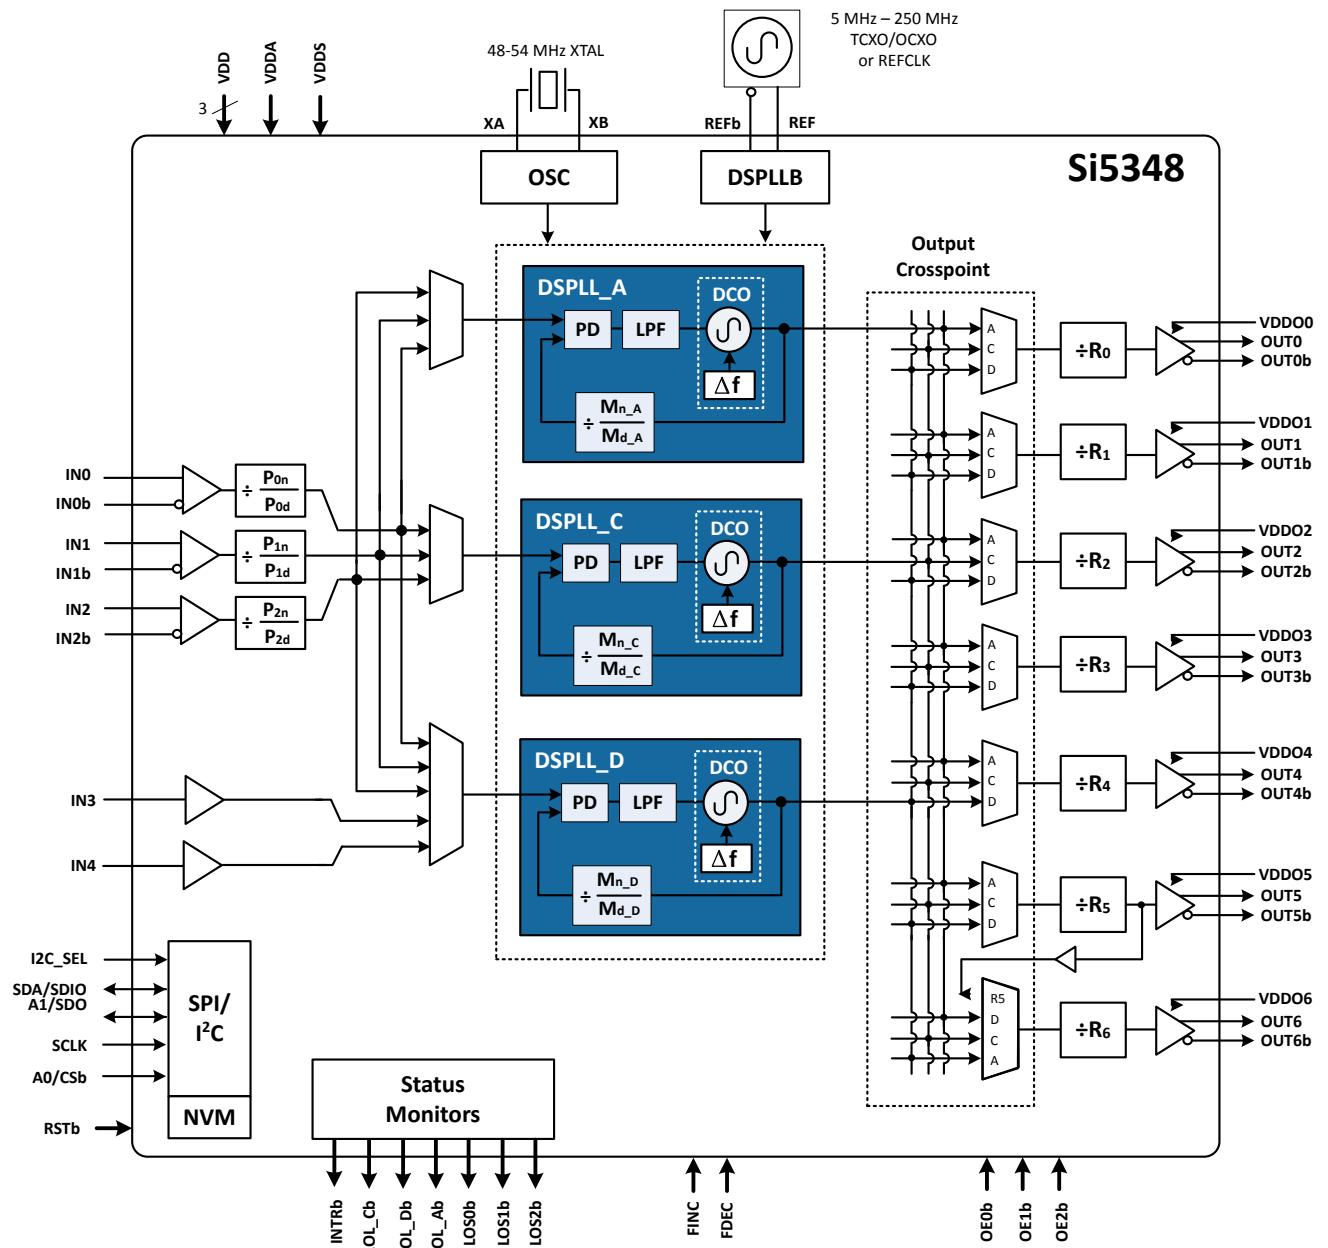 5 MHz – 250 MHz
TCXO/OCXO
or REFCLK
48-54 MHz XTAL
VDD
VDDA
VDDS
3
XA
XB
REFb
REF
OSC
DSPLLB
Si5348
Output
Crosspoint
DSPLL_A
DCO
PD
LPF
Δf
÷ Mn_A
Md_A
DSPLL_C
DCO
PD
LPF
Δf
÷ Mn_C
Md_C
DSPLL_D
DCO
PD
LPF
Δf
÷ Mn_D
Md_D
IN0
IN0b
÷ P0n
P0d
IN1
IN1b
÷ P1n
P1d
IN2
IN2b
÷ P2n
P2d
IN3
IN4
A
C
D
÷R0
VDDO0
OUT0
OUT0b
A
C
D
÷R1
VDDO1
OUT1
OUT1b
A
C
D
÷R2
VDDO2
OUT2
OUT2b
A
C
D
÷R3
VDDO3
OUT3
OUT3b
A
C
D
÷R4
VDDO4
OUT4
OUT4b
A
C
D
÷R5
VDDO5
OUT5
OUT5b
R5
D
C
A
÷R6
VDDO6
OUT6
OUT6b
I2C_SEL
SDA/SDIO
A1/SDO
SCLK
A0/CSb
RSTb
SPI/
I²C
NVM
Status
Monitors
INTRb
OL_Cb
OL_Db
OL_Ab
LOS0b
LOS1b
LOS2b
FINC
FDEC
OE0b
OE1b
OE2b